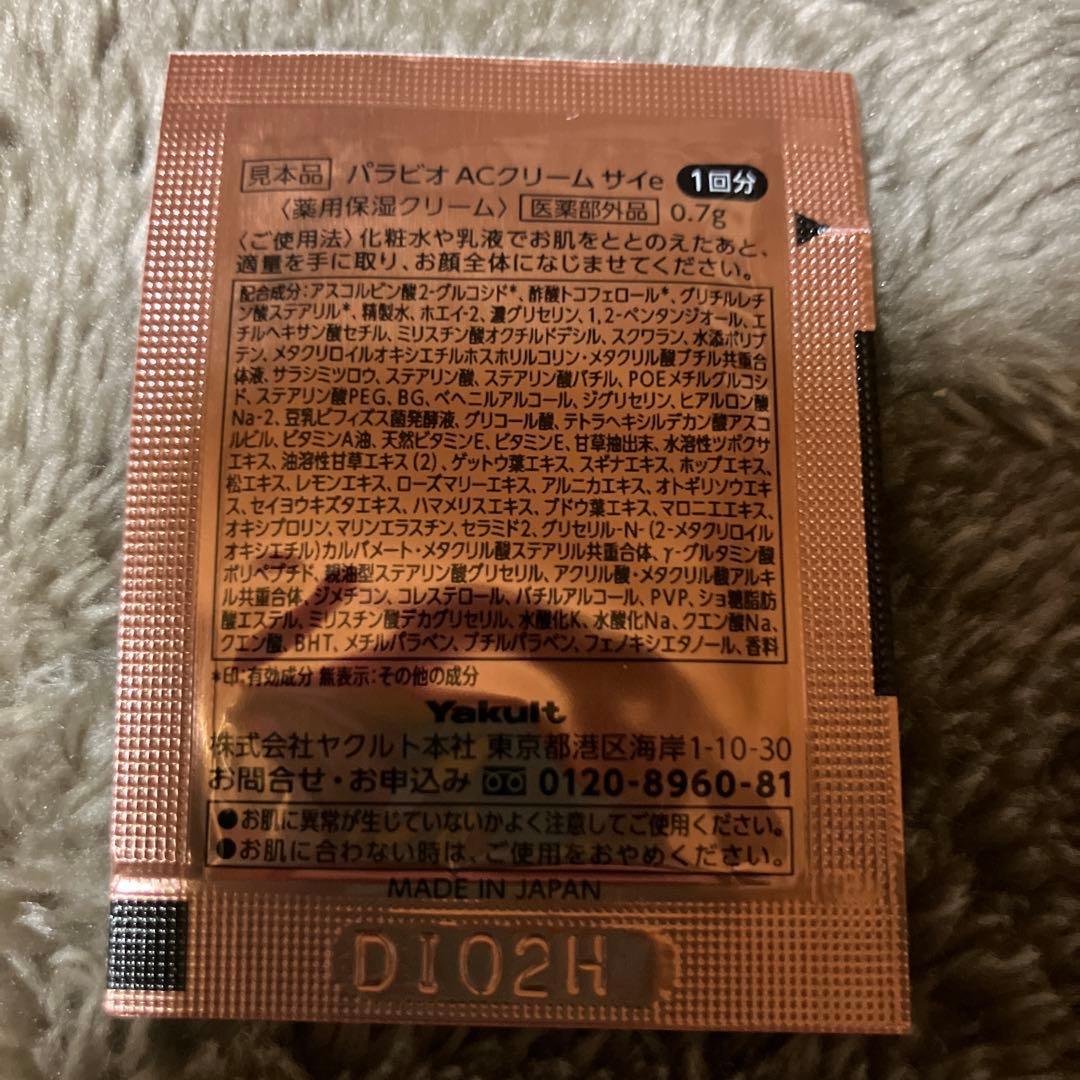 見本品 パラビオ ACクリーム サイe 1回分
〈薬用保湿クリーム〉 医薬部外品 0.7g
〈ご使用法〉化粧水や乳液でお肌をととのえたあと、
適量を手に取り、お顔全体になじませてください。
配合成分:アスコルビン酸2-グルコシド*、酢酸トコフェロール*、グリチルレチ
ン酸ステアリル*、精製水、ホエイ-2、濃グリセリン、1,2-ペンタンジオール、エ
チルヘキサン酸セチル、ミリスチン酸オクチルドデシル、スクワラン、水添ポリブ
テン、メタクリロイルオキシエチルホスホリルコリン・メタクリル酸ブチル共重合
体液、サラシミツロウ、ステアリン酸、ステアリン酸バチル、POEメチルグルコシ
ド、ステアリン酸PEG、BG、ベヘニルアルコール、ジグリセリン、ヒアルロン酸
Na-2、豆乳ビフィズス菌発酵液、グリコール酸、テトラヘキシルデカン酸アスコ
ルビル、ビタミンA油、天然ビタミンE、ビタミンE、甘草抽出末、水溶性ツボクサ
エキス、油溶性甘草エキス(2)、ゲットウ葉エキス、スギナエキス、ホップエキス、
松エキス、レモンエキス、ローズマリーエキス、アルニカエキス、オトギリソウエキ
ス、セイヨウキズタエキス、ハマメリスエキス、ブドウ葉エキス、マロニエエキス、
オキシプロリン、マリンエラスチン、セラミド2、グリセリル-N-(2-メタクリロイル
オキシエチル)カルバメート・メタクリル酸ステアリル共重合体、γ-グルタミン酸
ポリペプチド、親油型ステアリン酸グリセリル、アクリル酸・メタクリル酸アルキ
ル共重合体、ジメチコン、コレステロール、バチルアルコール、PVP、ショ糖脂肪
酸エステル、ミリスチン酸デカグリセリル、水酸化K、水酸化Na、クエン酸Na、
クエン酸、BHT、メチルパラベン、ブチルパラベン、フェノキシエタノール、香料
*印:有効成分 無表示:その他の成分
Yakult
株式会社ヤクルト本社 東京都港区海岸1-10-30
お問合せ・お申込み 0120-8960-81
●お肌に異常が生じていないかよく注意してご使用ください。
●お肌に合わない時は、ご使用をおやめください。
MADE IN JAPAN
DI02H